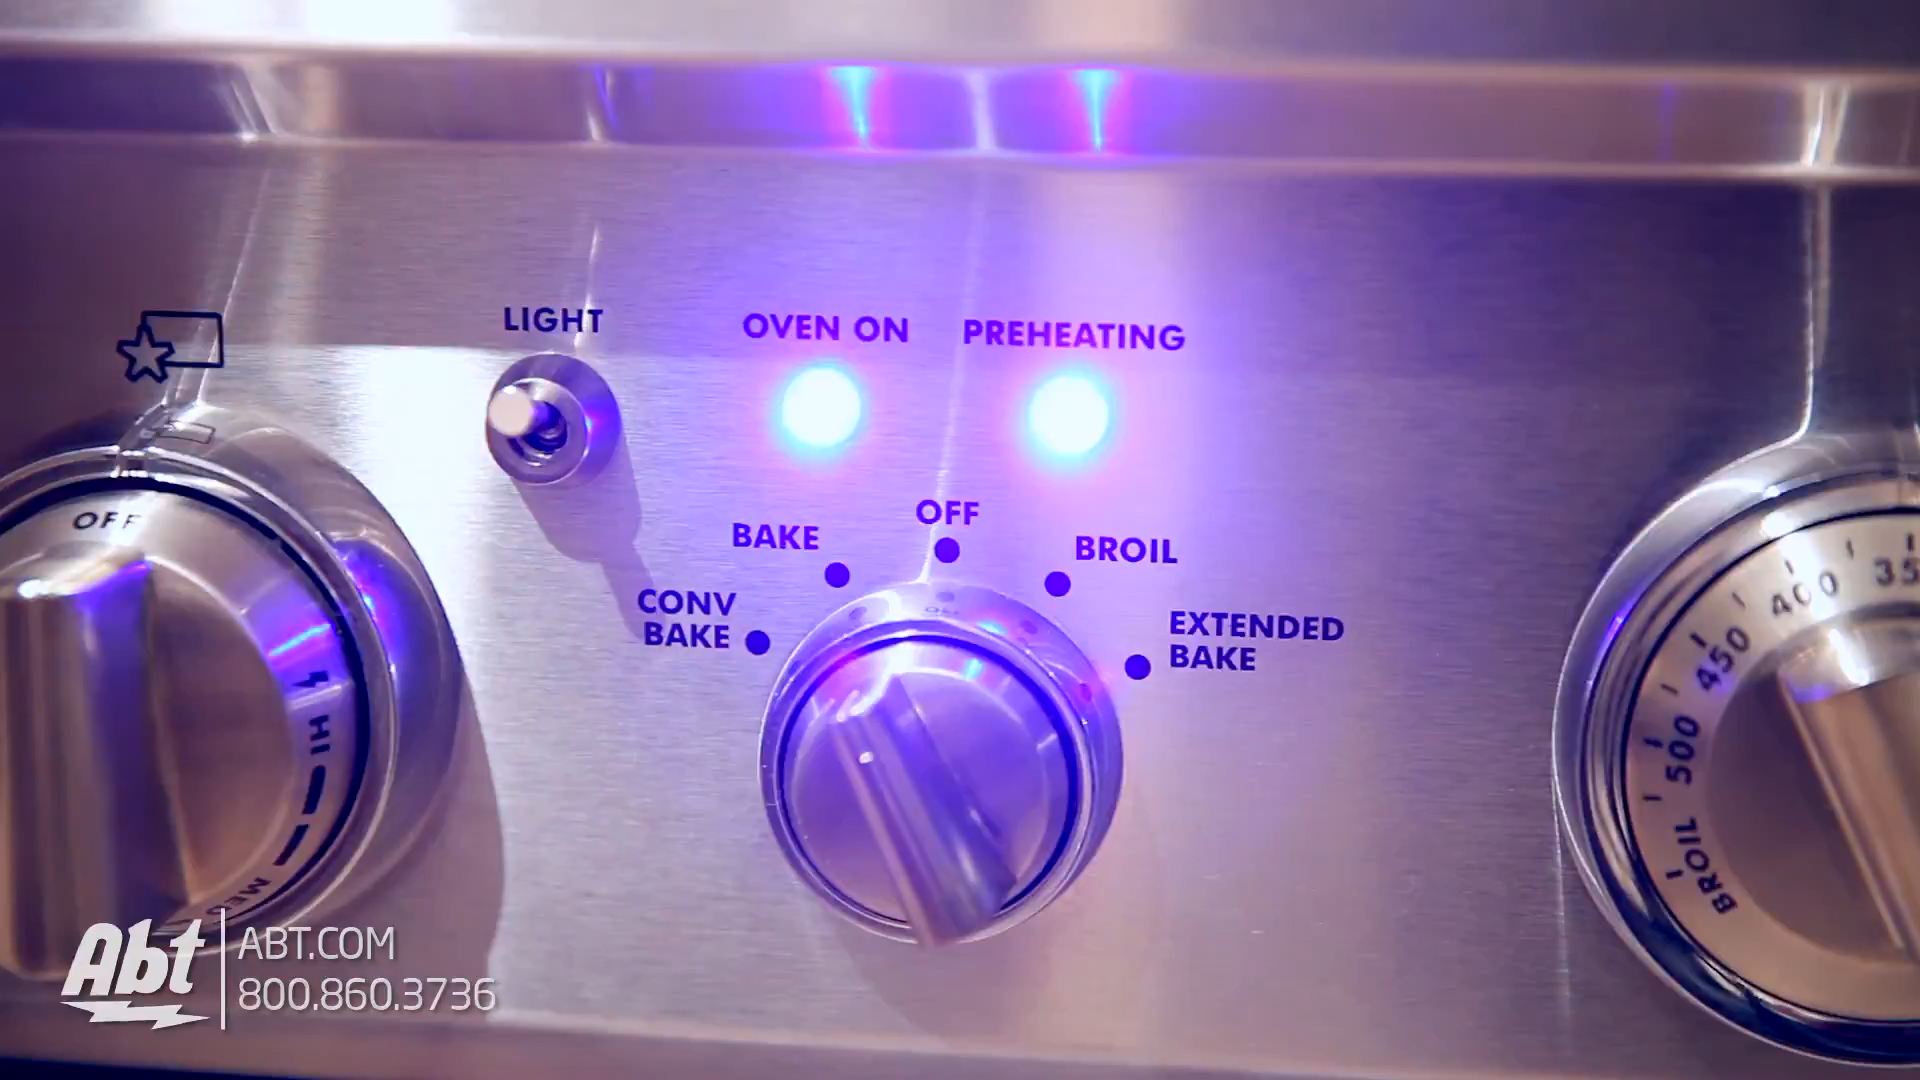 LIGHT
OVEN ON
PREHEATING
OFF
BAKE
OFF
BROIL
CONV
BAKE
EXTENDED
BAKE
HI
MED
400
450
500
BROIL
Abt
ABT.COM
800.860.3736